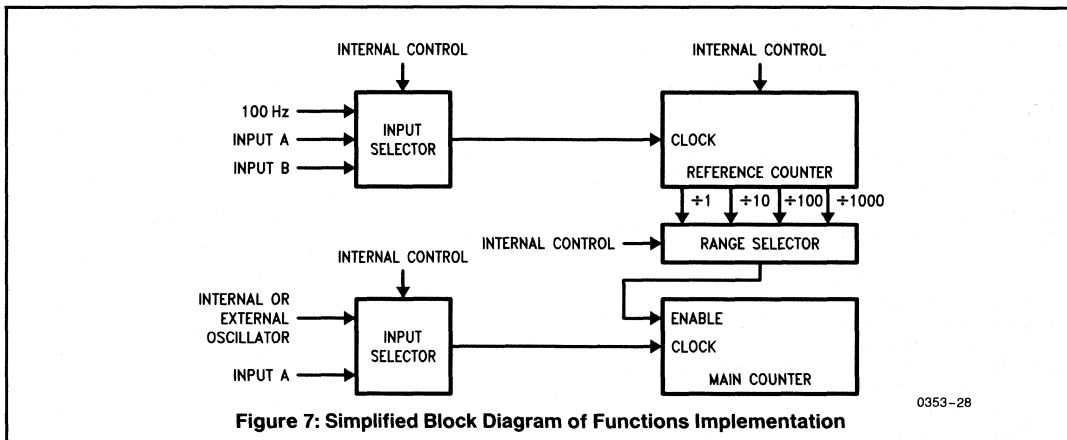 INTERNAL CONTROL
INTERNAL CONTROL
100 Hz
INPUT A
INPUT B
INPUT
SELECTOR
CLOCK
REFERENCE COUNTER
÷1
÷10
÷100
÷1000
INTERNAL CONTROL
RANGE SELECTOR
INTERNAL CONTROL
INTERNAL OR
EXTERNAL
OSCILLATOR
INPUT A
INPUT
SELECTOR
ENABLE
CLOCK
MAIN COUNTER
0353-28
Figure 7: Simplified Block Diagram of Functions Implementation